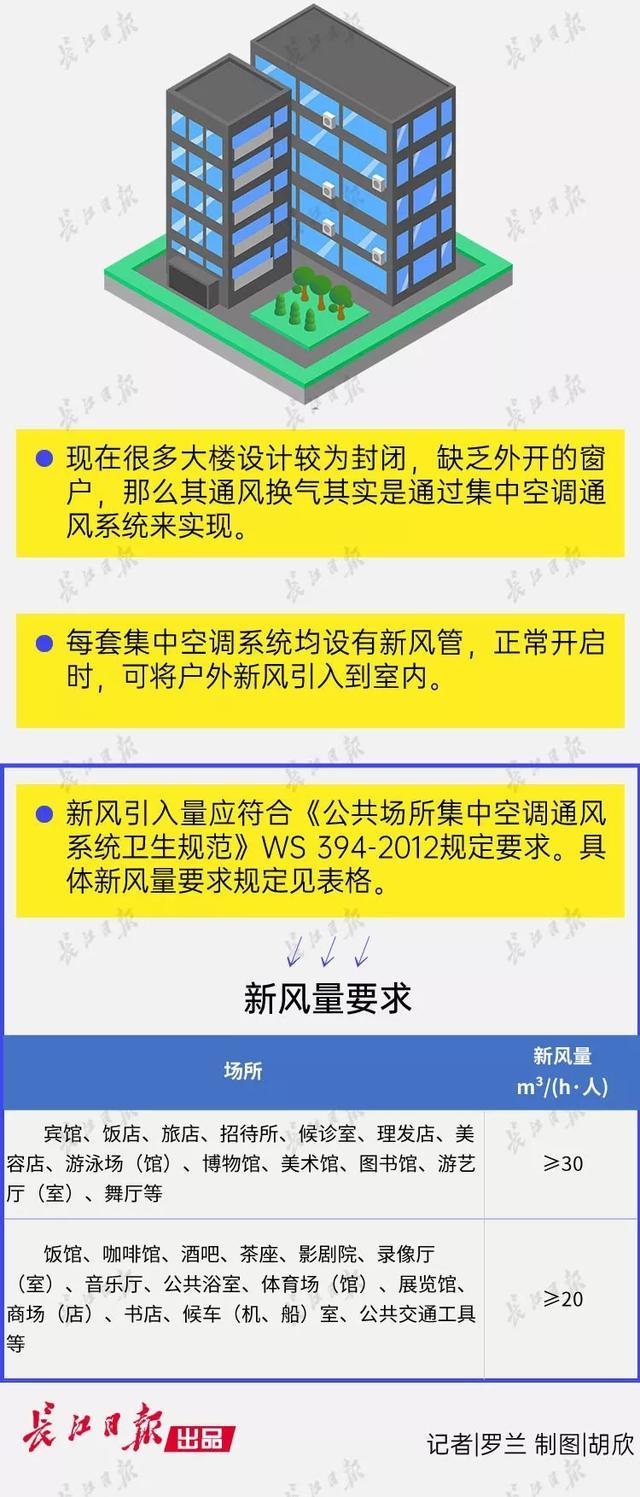 现在很多大楼设计较为封闭，缺乏外开的窗
户，那么其通风换气其实是通过集中空调通
风系统来实现。
每套集中空调系统均设有新风管，正常开启
时，可将户外新风引入到室内。
新风引入量应符合《公共场所集中空调通风
系统卫生规范》WS 394-2012规定要求。具
体新风量要求规定见表格。
新风量要求
场所
新风量
m³/(h·人)
宾馆、饭店、旅店、招待所、候诊室、理发店、美
容店、游泳场（馆）、博物馆、美术馆、图书馆、游艺
厅（室）、舞厅等
≥30
饭馆、咖啡馆、酒吧、茶座、影剧院、录像厅
（室）、音乐厅、公共浴室、体育场（馆）、展览馆、
商场（店）、书店、候车（机、船）室、公共交通工具
等
≥20
长江日报 出品
记者|罗兰 制图|胡欣